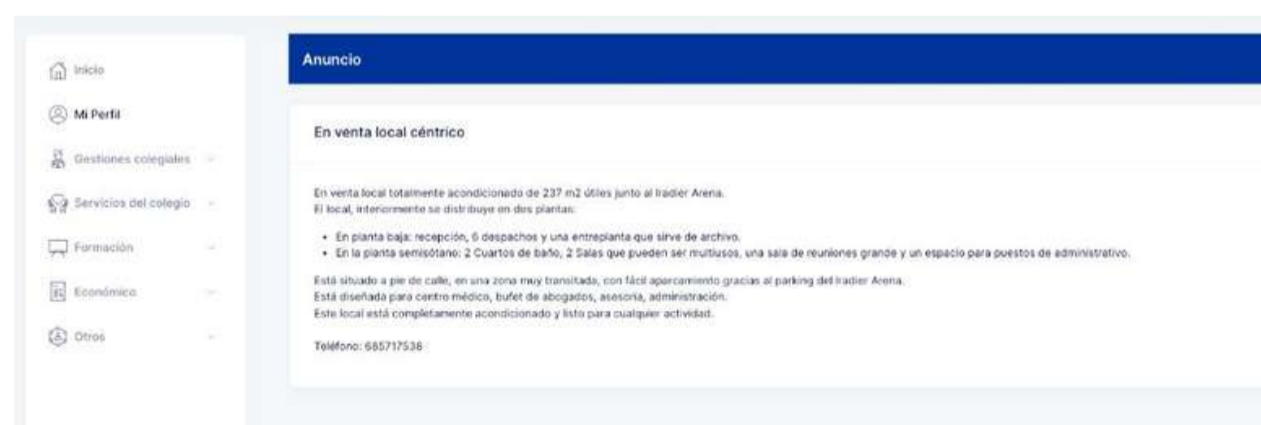 Inicio
Mi Perfil
Gestiones colegiales
Servicios del colegio
Formación
Económico
Otros
Anuncio
En venta local céntrico
En venta local totalmente acondicionado de 237 m2 útiles junto al Iradier Arena.
El local, interiormente se distribuye en dos plantas:
• En planta baja: recepción, 6 despachos y una entreplanta que sirve de archivo.
• En la planta semisótano: 2 Cuartos de baño, 2 Salas que pueden ser multiusos, una sala de reuniones grande y un espacio para puestos de administrativo.
Está situado a pie de calle, en una zona muy transitada, con fácil aparcamiento gracias al parking del Iradier Arena.
Está diseñada para centro médico, bufet de abogados, asesoría, administración.
Este local está completamente acondicionado y listo para cualquier actividad.
Teléfono: 685717536